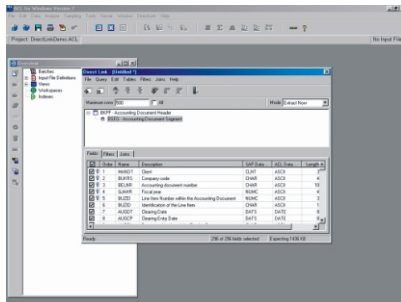 ACL for Windows Version 7
Project: DirectLinkDemo.ACL
No Input File
Overview
Batches
Input File Definitions
Views
Workspaces
Indexes
Direct Link - [Untitled *]
File Query Edit Tables Filters Joins Help
Maximum rows 500
All
Mode Extract Now
BKPF - Accounting Document Header
BSEG - Accounting Document Segment
Fields Filters Joins
Order Name Description SAP Data... ACL Data... Length
1 MANDT Client CLNT ASCII 3
2 BUKRS Company code CHAR ASCII 4
3 BELNR Accounting document number CHAR ASCII 10
4 GJAHR Fiscal year NUMC ASCII 4
5 BUZEI Line Item Number within the Accounting Document NUMC ASCII 3
6 BUZID Identification of the Line Item CHAR ASCII 1
7 AUGDT Clearing Date DATS DATE 8
8 AUGCP Clearing Entry Date DATS DATE 8
Ready
296 of 296 fields selected
Expecting 1436 KB